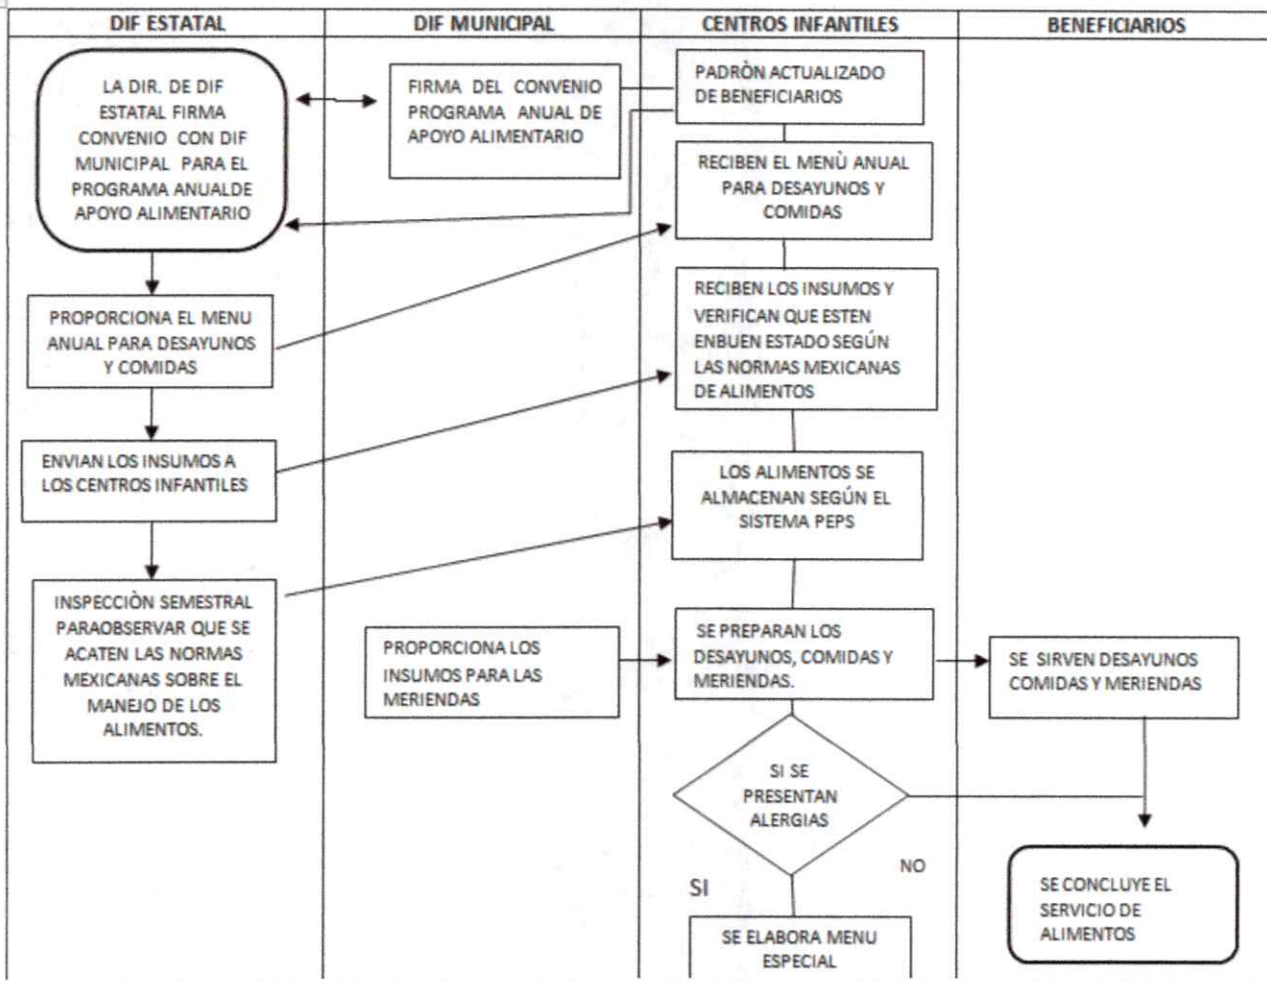 DIF ESTATAL
DIF MUNICIPAL
CENTROS INFANTILES
BENEFICIARIOS
LA DIR. DE DIF
ESTATAL FIRMA
CONVENIO CON DIF
MUNICIPAL PARA EL
PROGRAMA ANUALDE
APOYO ALIMENTARIO
FIRMA DEL CONVENIO
PROGRAMA ANUAL DE
APOYO ALIMENTARIO
PADRÒN ACTUALIZADO
DE BENEFICIARIOS
RECIBEN EL MENÙ ANUAL
PARA DESAYUNOS Y
COMIDAS
PROPORCIONA EL MENU
ANUAL PARA DESAYUNOS
Y COMIDAS
RECIBEN LOS INSUMOS Y
VERIFICAN QUE ESTEN
ENBUEN ESTADO SEGÚN
LAS NORMAS MEXICANAS
DE ALIMENTOS
ENVIAN LOS INSUMOS A
LOS CENTROS INFANTILES
LOS ALIMENTOS SE
ALMACENAN SEGÚN EL
SISTEMA PEPS
INSPECCIÒN SEMESTRAL
PARAOBSERVAR QUE SE
ACATEN LAS NORMAS
MEXICANAS SOBRE EL
MANEJO DE LOS
ALIMENTOS.
PROPORCIONA LOS
INSUMOS PARA LAS
MERIENDAS
SE PREPARAN LOS
DESAYUNOS, COMIDAS Y
MERIENDAS.
SE SIRVEN DESAYUNOS
COMIDAS Y MERIENDAS
SI SE
PRESENTAN
ALERGIAS
NO
SI
SE CONCLUYE EL
SERVICIO DE
ALIMENTOS
SE ELABORA MENU
ESPECIAL